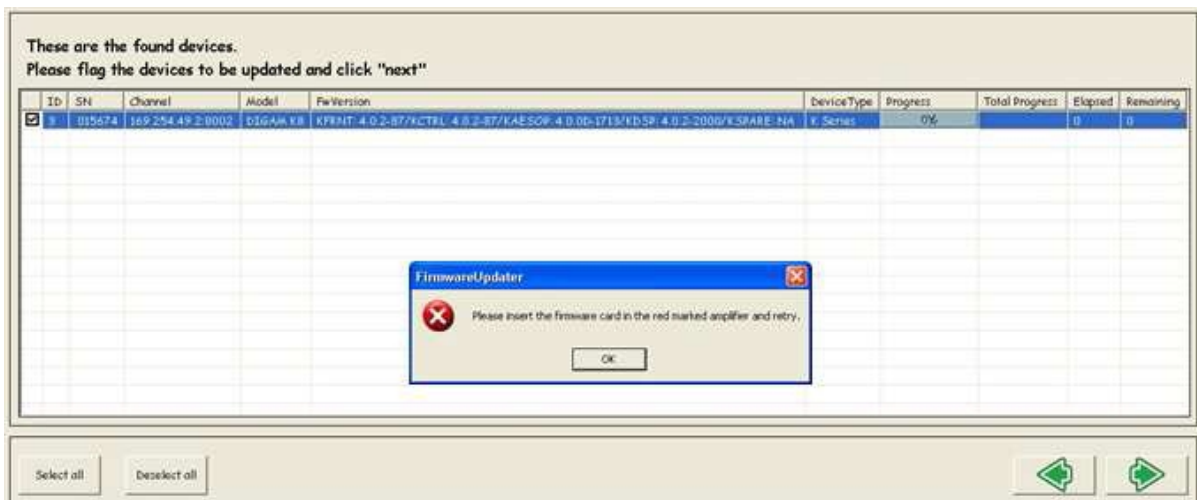 These are the found devices.
Please flag the devices to be updated and click "next"
ID SN Channel Model FwVersion DeviceType Progress Total Progress Elapsed Remaining
3 015674 169.254.49.2:8002 DIGAM K8 KFRNT: 4.0.2-87/KCTRL: 4.0.2-87/KAESOP: 4.0.0D-1713/KDSP: 4.0.2-2000/KSPARE: NA K Series 0% 0 0
FirmwareUpdater
Please insert the firmware card in the red marked amplifier and retry.
OK
Select all Deselect all